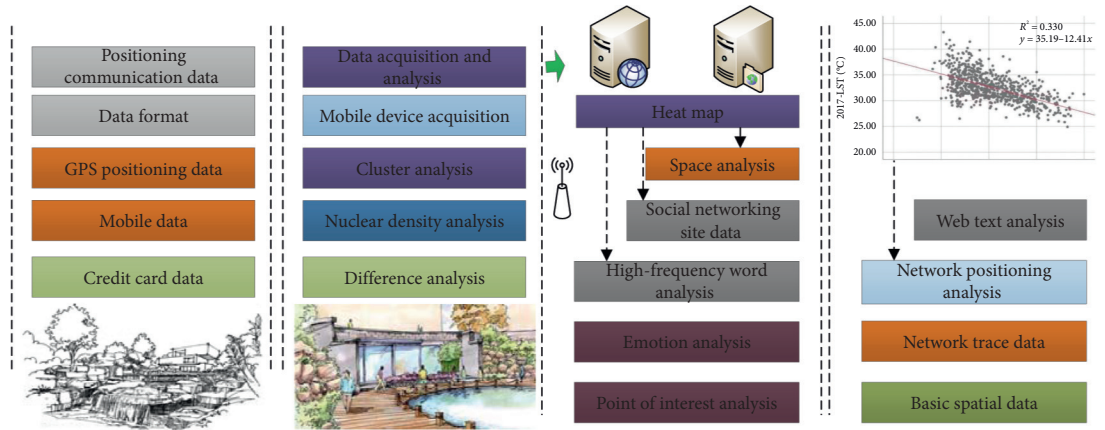 Positioning
communication data
Data format
GPS positioning data
Mobile data
Credit card data
Data acquisition and
analysis
Mobile device acquisition
Cluster analysis
Nuclear density analysis
Difference analysis
Heat map
Space analysis
Social networking
site data
High-frequency word
analysis
Emotion analysis
Point of interest analysis
2017-LST (°C)
45.00
40.00
35.00
30.00
25.00
20.00
R² = 0.330
y = 35.19–12.41x
Web text analysis
Network positioning
analysis
Network trace data
Basic spatial data